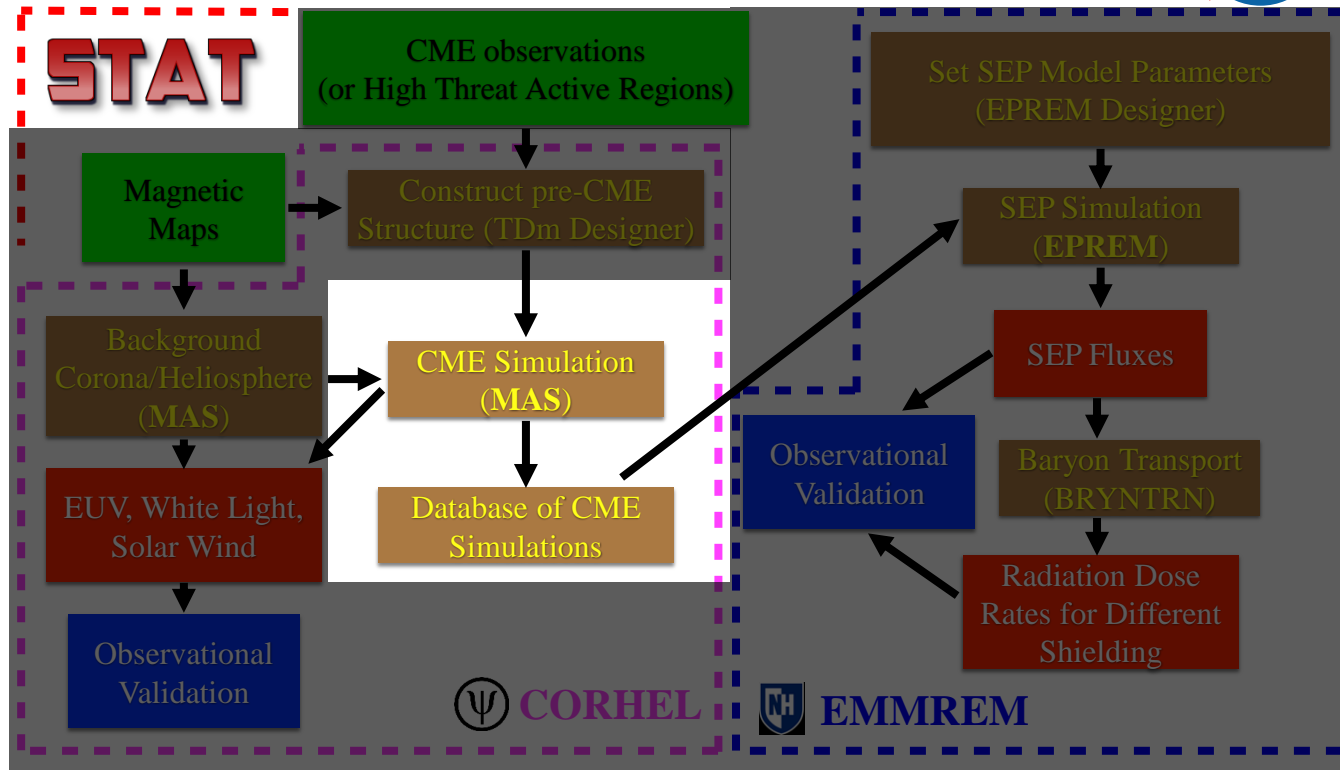 STAT
CME observations
(or High Threat Active Regions)
Magnetic
Maps
Construct pre-CME
Structure (TDm Designer)
Background
Corona/Heliosphere
(MAS)
CME Simulation
(MAS)
EUV, White Light,
Solar Wind
Database of CME
Simulations
Observational
Validation
Ψ CORHEL
Set SEP Model Parameters
(EPREM Designer)
SEP Simulation
(EPREM)
SEP Fluxes
Observational
Validation
Baryon Transport
(BRYNTRN)
Radiation Dose
Rates for Different
Shielding
NH EMMREM